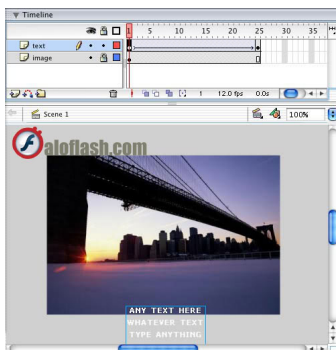 Timeline
1 5 10 15 20 25 30 35
text
image
1 12.0 fps 0.0s
Scene 1 100%
aloflash.com
ANY TEXT HERE
WHATEVER TEXT
TYPE ANYTHING